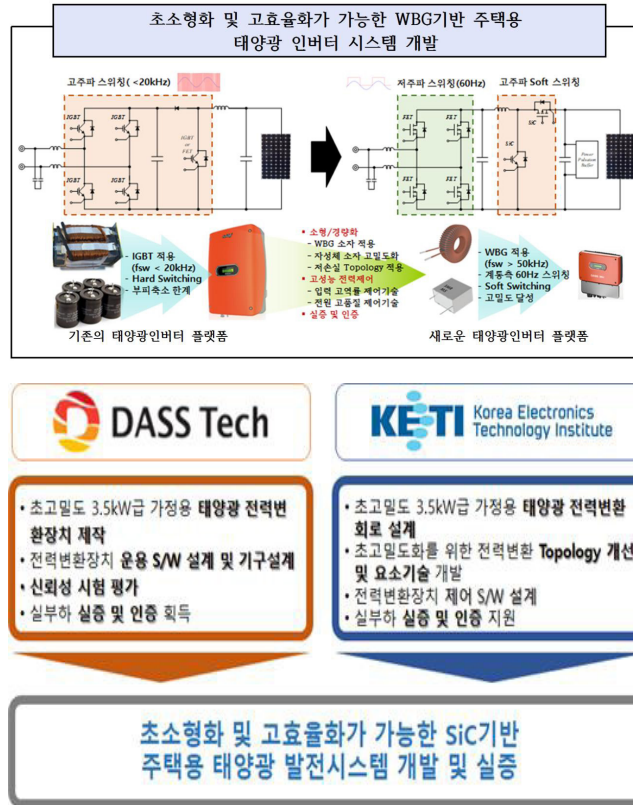 초소형화 및 고효율화가 가능한 WBG기반 주택용
태양광 인버터 시스템 개발
고주파 스위칭( <20kHz)
저주파 스위칭(60Hz)
고주파 Soft 스위칭
IGBT
IGBT
IGBT
IGBT
IGBT
or
FET
FET
FET
FET
FET
SiC
SiC
Power
Pulsation
Buffer
- IGBT 적용
(fsw < 20kHz)
- Hard Switching
- 부피축소 한계
• 소형/경량화
- WBG 소자 적용
- 자성체 소자 고밀도화
- 저손실 Topology 적용
• 고성능 전력제어
- 입력 고역률 제어기술
- 전원 고품질 제어기술
• 실증 및 인증
- WBG 적용
(fsw > 50kHz)
- 계통측 60Hz 스위칭
- Soft Switching
- 고밀도 달성
기존의 태양광인버터 플랫폼
새로운 태양광인버터 플랫폼
DASS Tech
KETI Korea Electronics
Technology Institute
• 초고밀도 3.5kW급 가정용 태양광 전력변
환장치 제작
• 전력변환장치 운용 S/W 설계 및 기구설계
• 신뢰성 시험 평가
• 실부하 실증 및 인증 획득
• 초고밀도 3.5kW급 가정용 태양광 전력변환
회로 설계
• 초고밀도화를 위한 전력변환 Topology 개선
및 요소기술 개발
• 전력변환장치 제어 S/W 설계
• 실부하 실증 및 인증 지원
초소형화 및 고효율화가 가능한 SiC기반
주택용 태양광 발전시스템 개발 및 실증